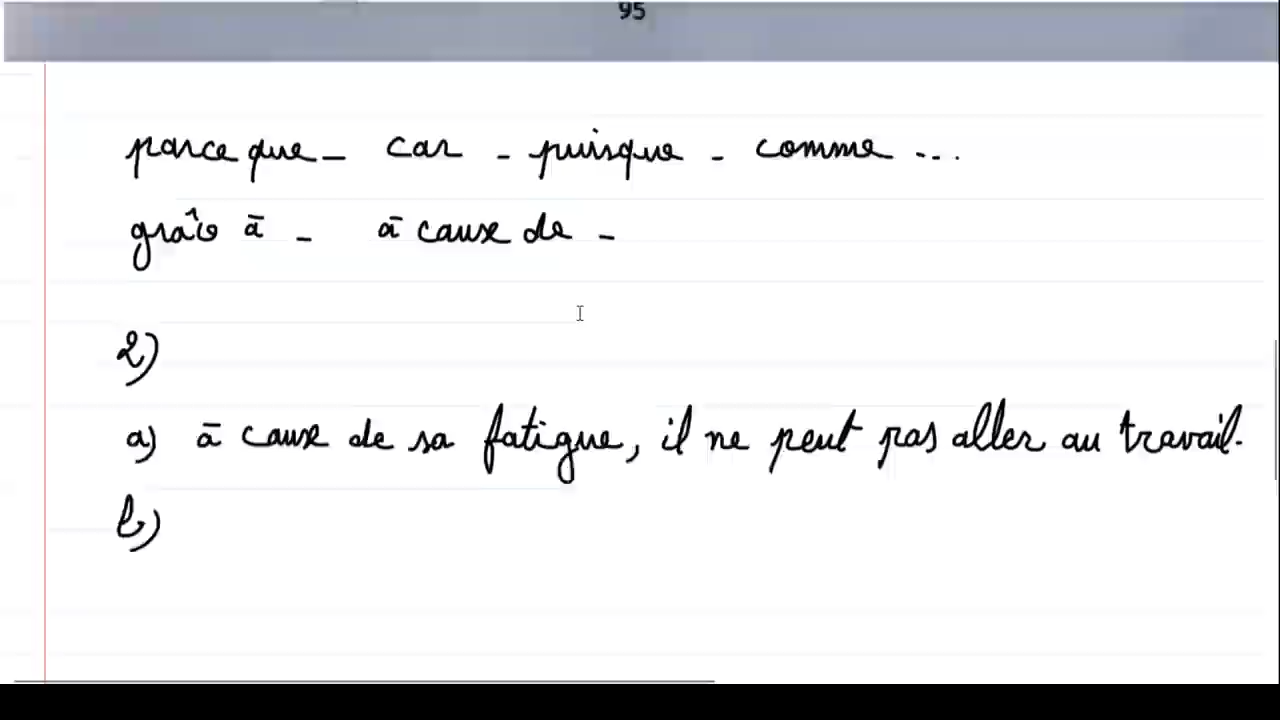 95
parce que - car - puisque - comme ...
grâce à - à cause de -
2)
a) à cause de sa fatigue, il ne peut pas aller au travail.
b)